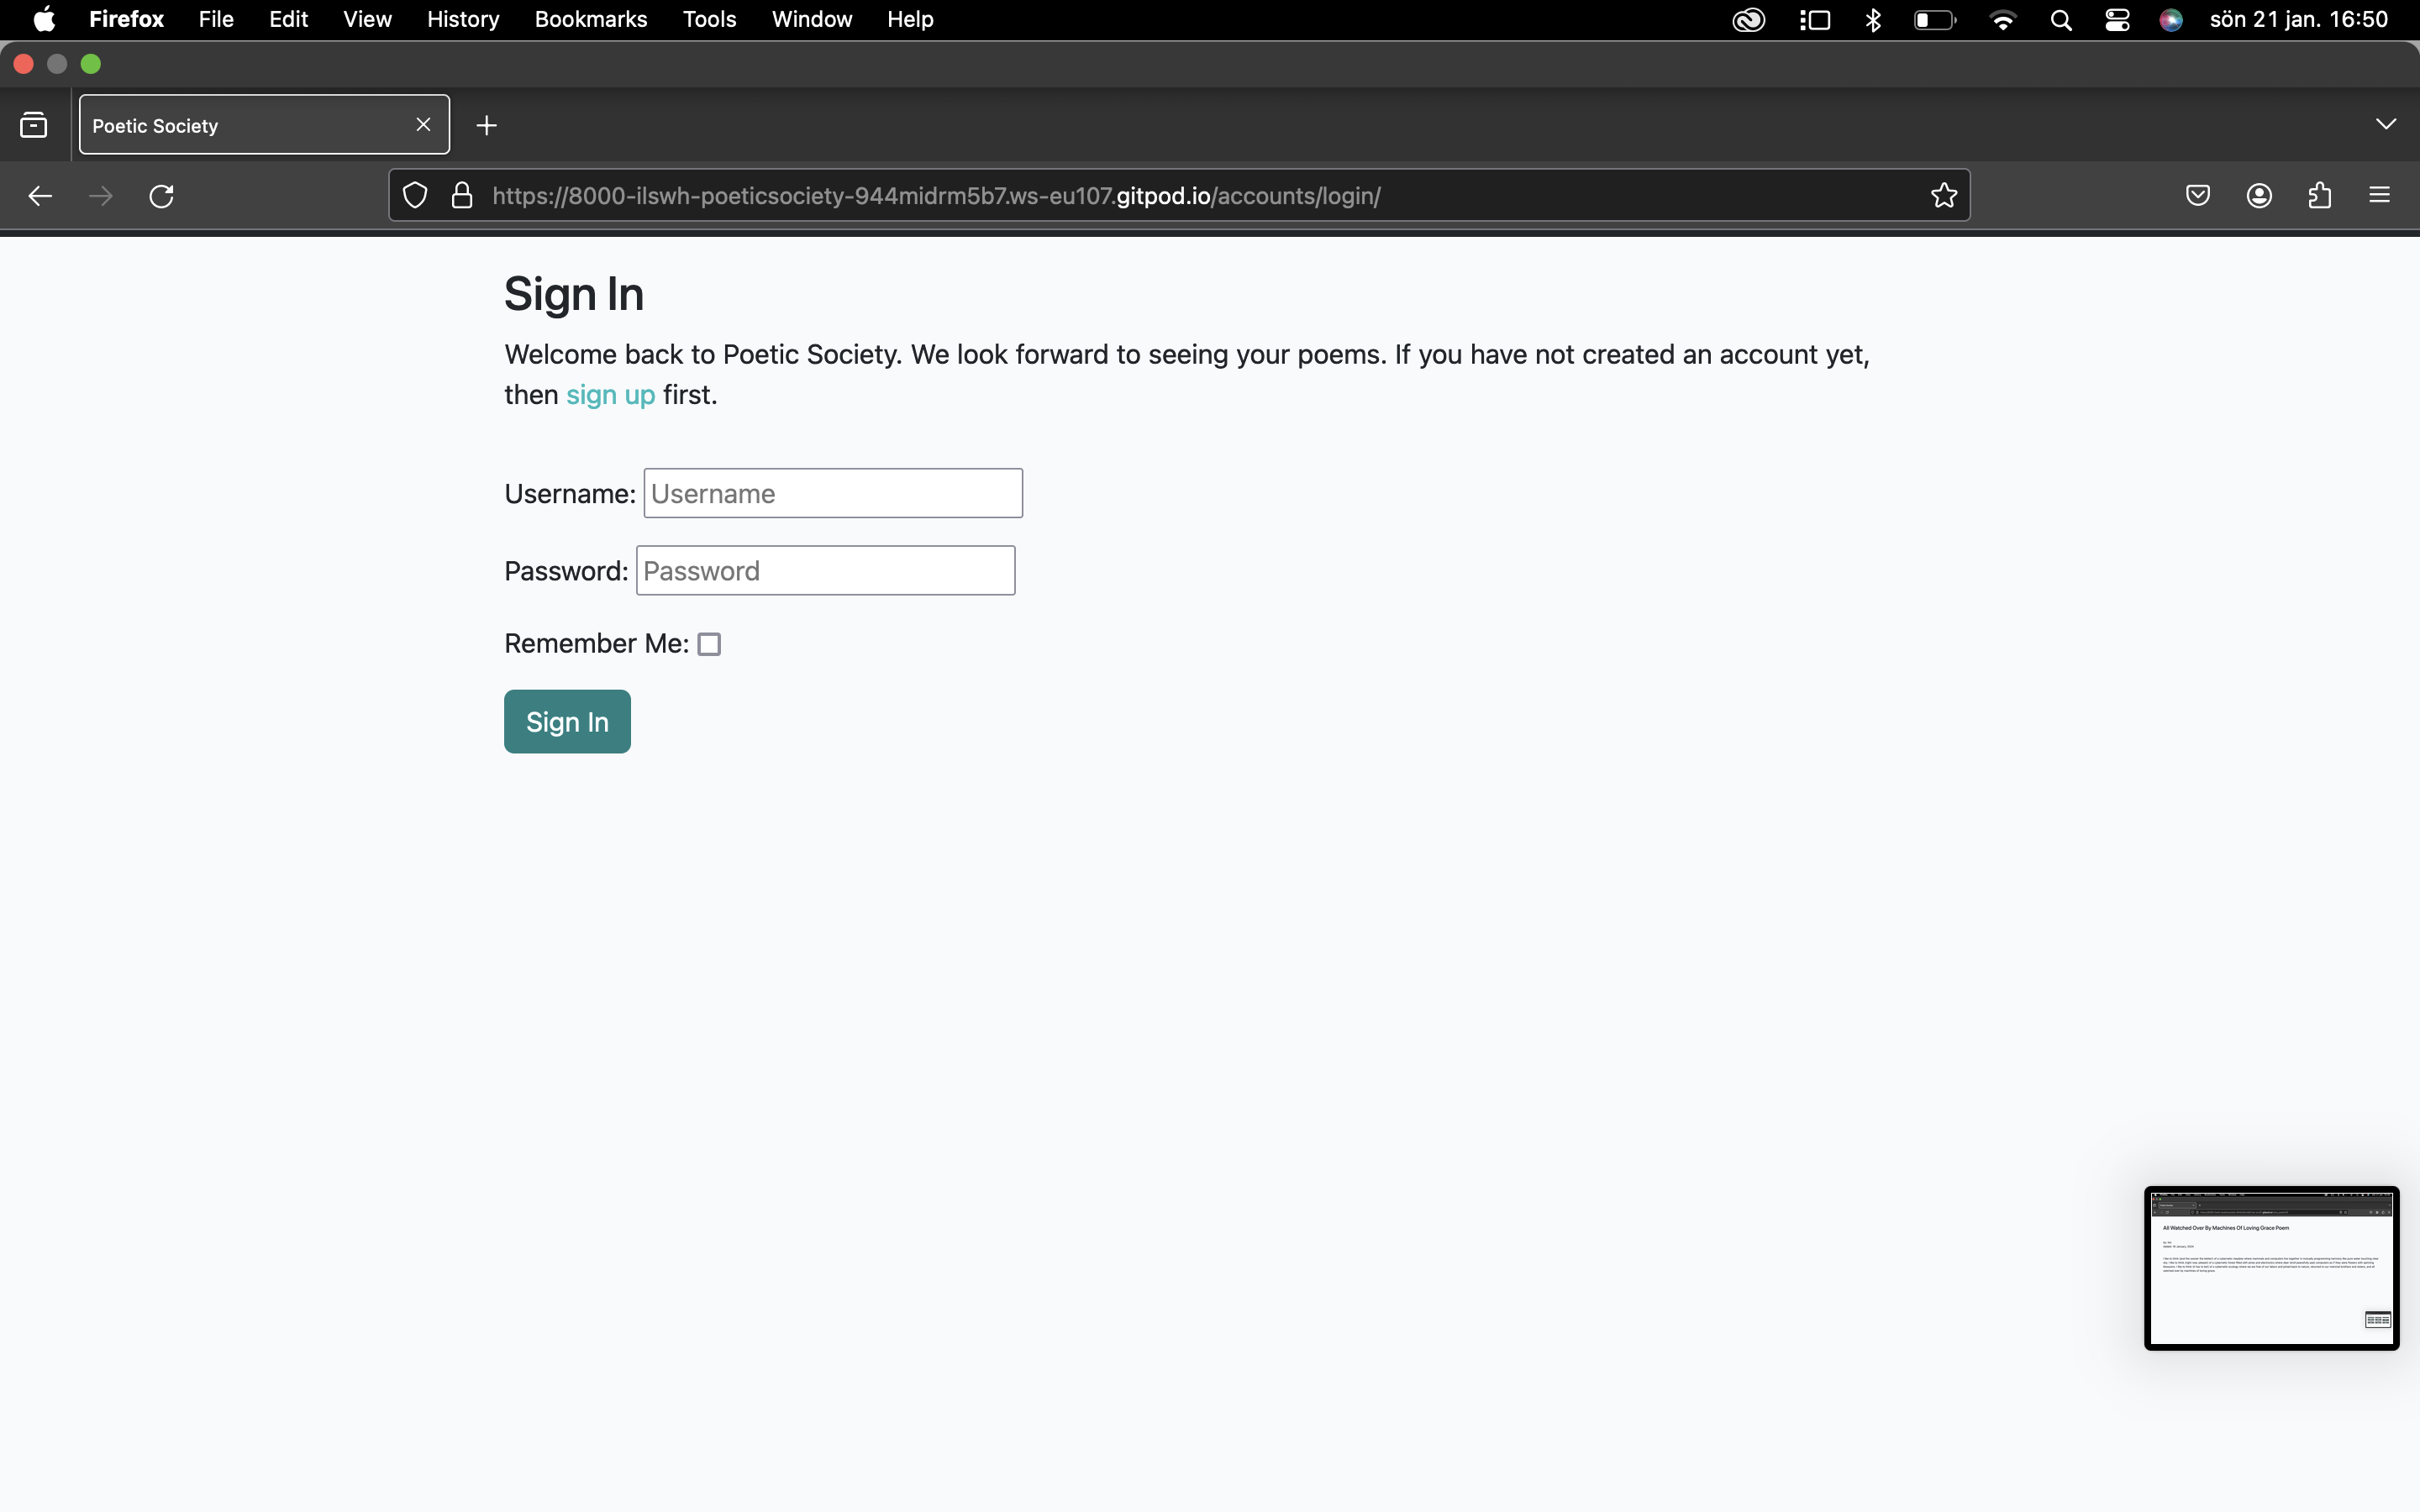 Firefox File Edit View History Bookmarks Tools Window Help sön 21 jan. 16:50
Poetic Society
https://8000-ilswh-poeticsociety-944midrm5b7.ws-eu107.gitpod.io/accounts/login/
Sign In
Welcome back to Poetic Society. We look forward to seeing your poems. If you have not created an account yet,
then sign up first.
Username: Username
Password: Password
Remember Me:
Sign In
All Watched Over By Machines Of Loving Grace Poem